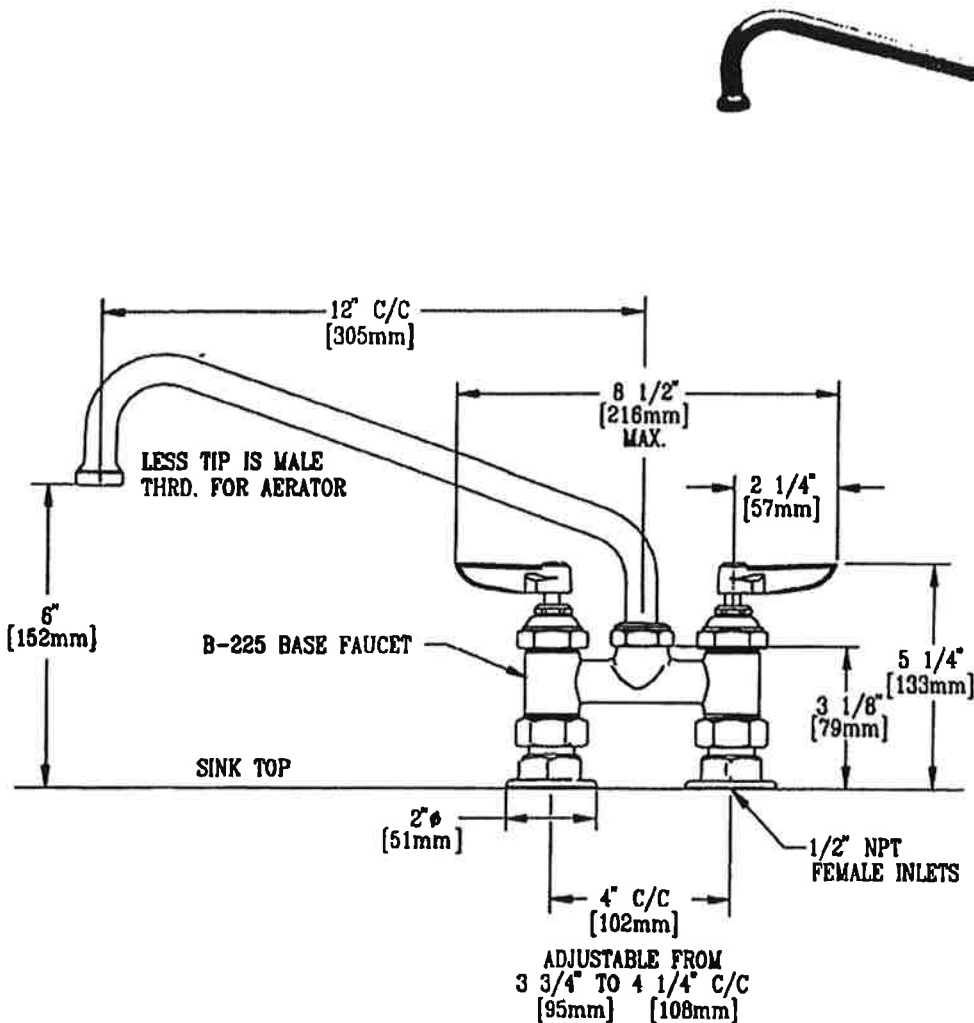 12" C/C
[305mm]
8 1/2"
[216mm]
MAX.
LESS TIP IS MALE
THRD. FOR AERATOR
2 1/4"
[57mm]
6"
[152mm]
B-225 BASE FAUCET
5 1/4"
[133mm]
3 1/8"
[79mm]
SINK TOP
2"ø
[51mm]
1/2" NPT
FEMALE INLETS
4" C/C
[102mm]
ADJUSTABLE FROM
3 3/4" TO 4 1/4" C/C
[95mm] [108mm]